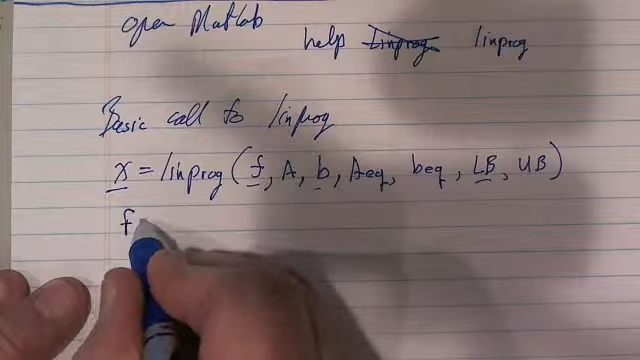 open Matlab
help linprog linprog
Basic call to linprog
x = linprog(f, A, b, Aeq, beq, LB, UB)
f